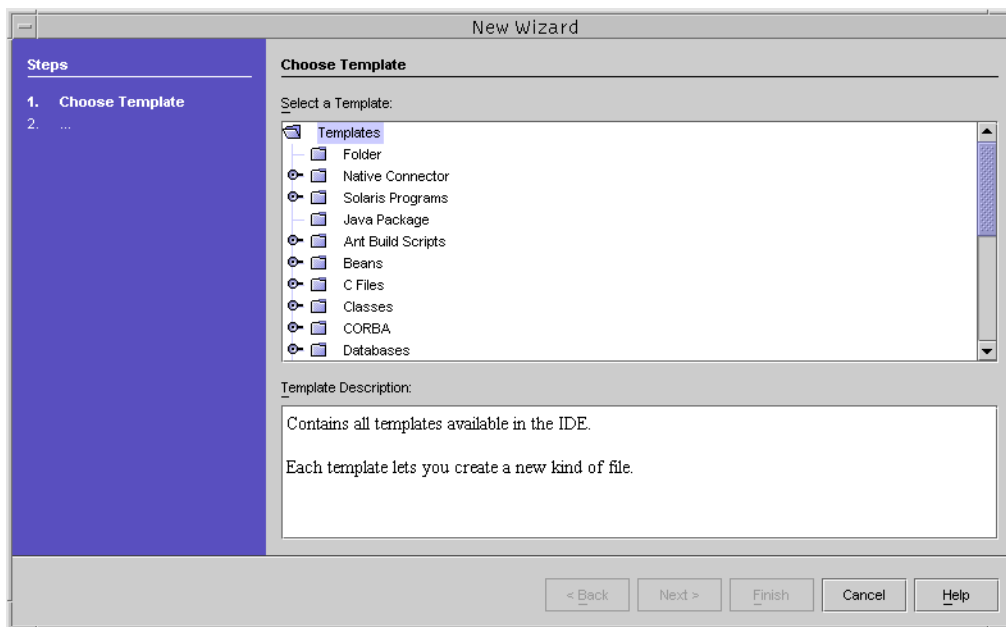 New Wizard
Steps
1. Choose Template
2. ...
Choose Template
Select a Template:
Templates
Folder
Native Connector
Solaris Programs
Java Package
Ant Build Scripts
Beans
C Files
Classes
CORBA
Databases
Template Description:
Contains all templates available in the IDE.
Each template lets you create a new kind of file.
< Back Next > Finish Cancel Help